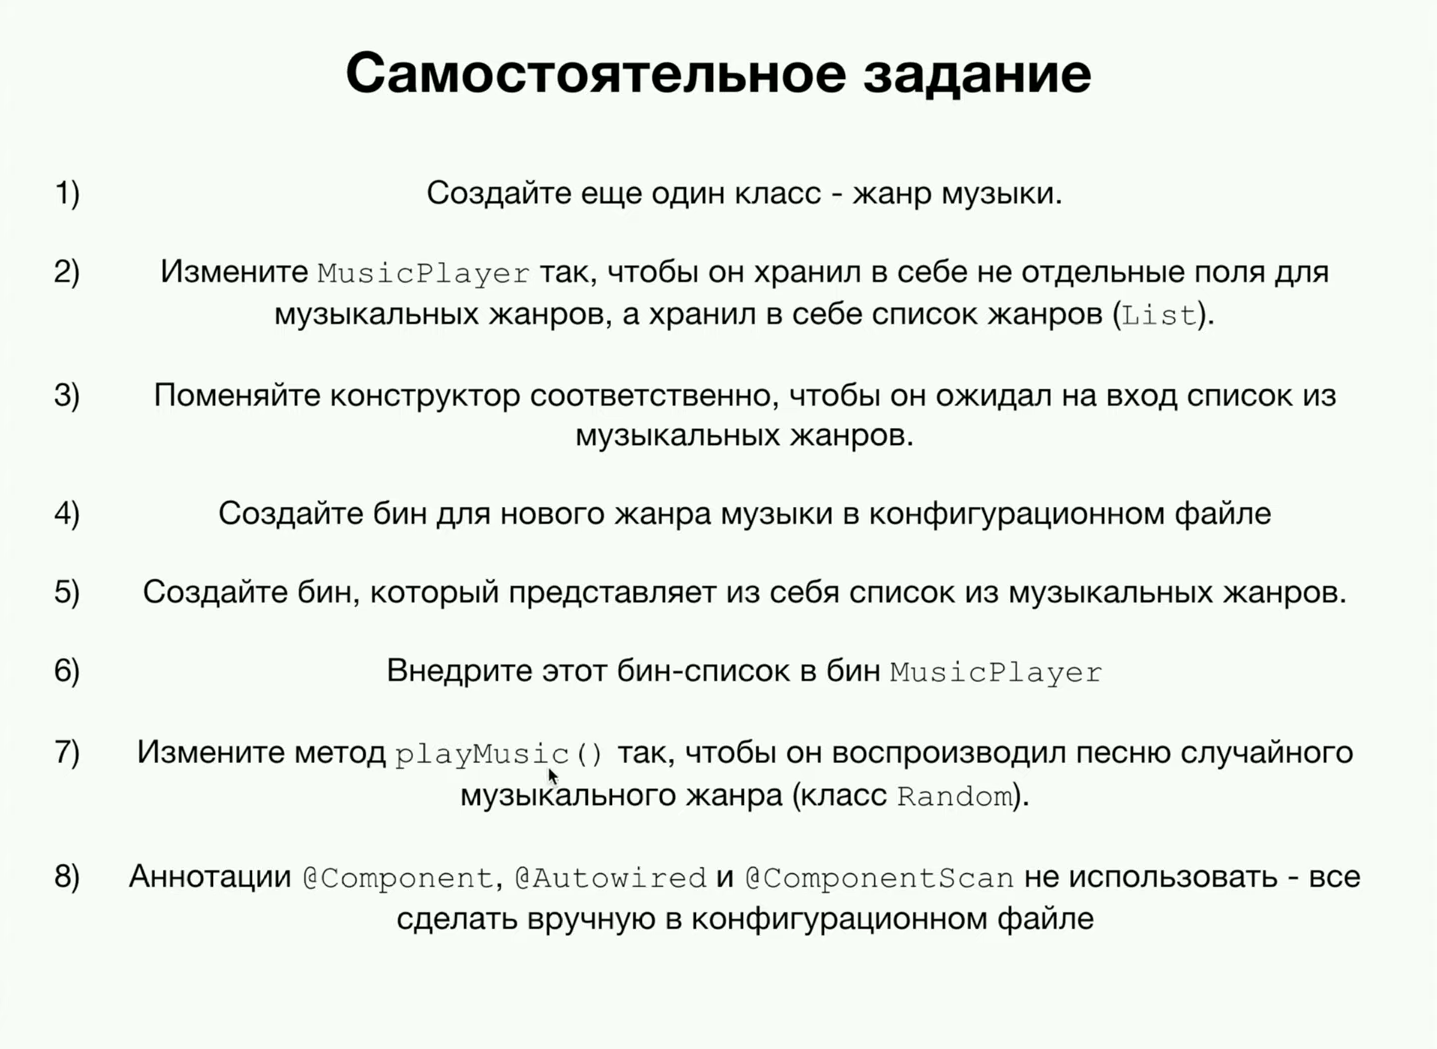 Самостоятельное задание
1) Создайте еще один класс - жанр музыки.
2) Измените MusicPlayer так, чтобы он хранил в себе не отдельные поля для
музыкальных жанров, а хранил в себе список жанров (List).
3) Поменяйте конструктор соответственно, чтобы он ожидал на вход список из
музыкальных жанров.
4) Создайте бин для нового жанра музыки в конфигурационном файле
5) Создайте бин, который представляет из себя список из музыкальных жанров.
6) Внедрите этот бин-список в бин MusicPlayer
7) Измените метод playMusic() так, чтобы он воспроизводил песню случайного
музыкального жанра (класс Random).
8) Аннотации @Component, @Autowired и @ComponentScan не использовать - все
сделать вручную в конфигурационном файле